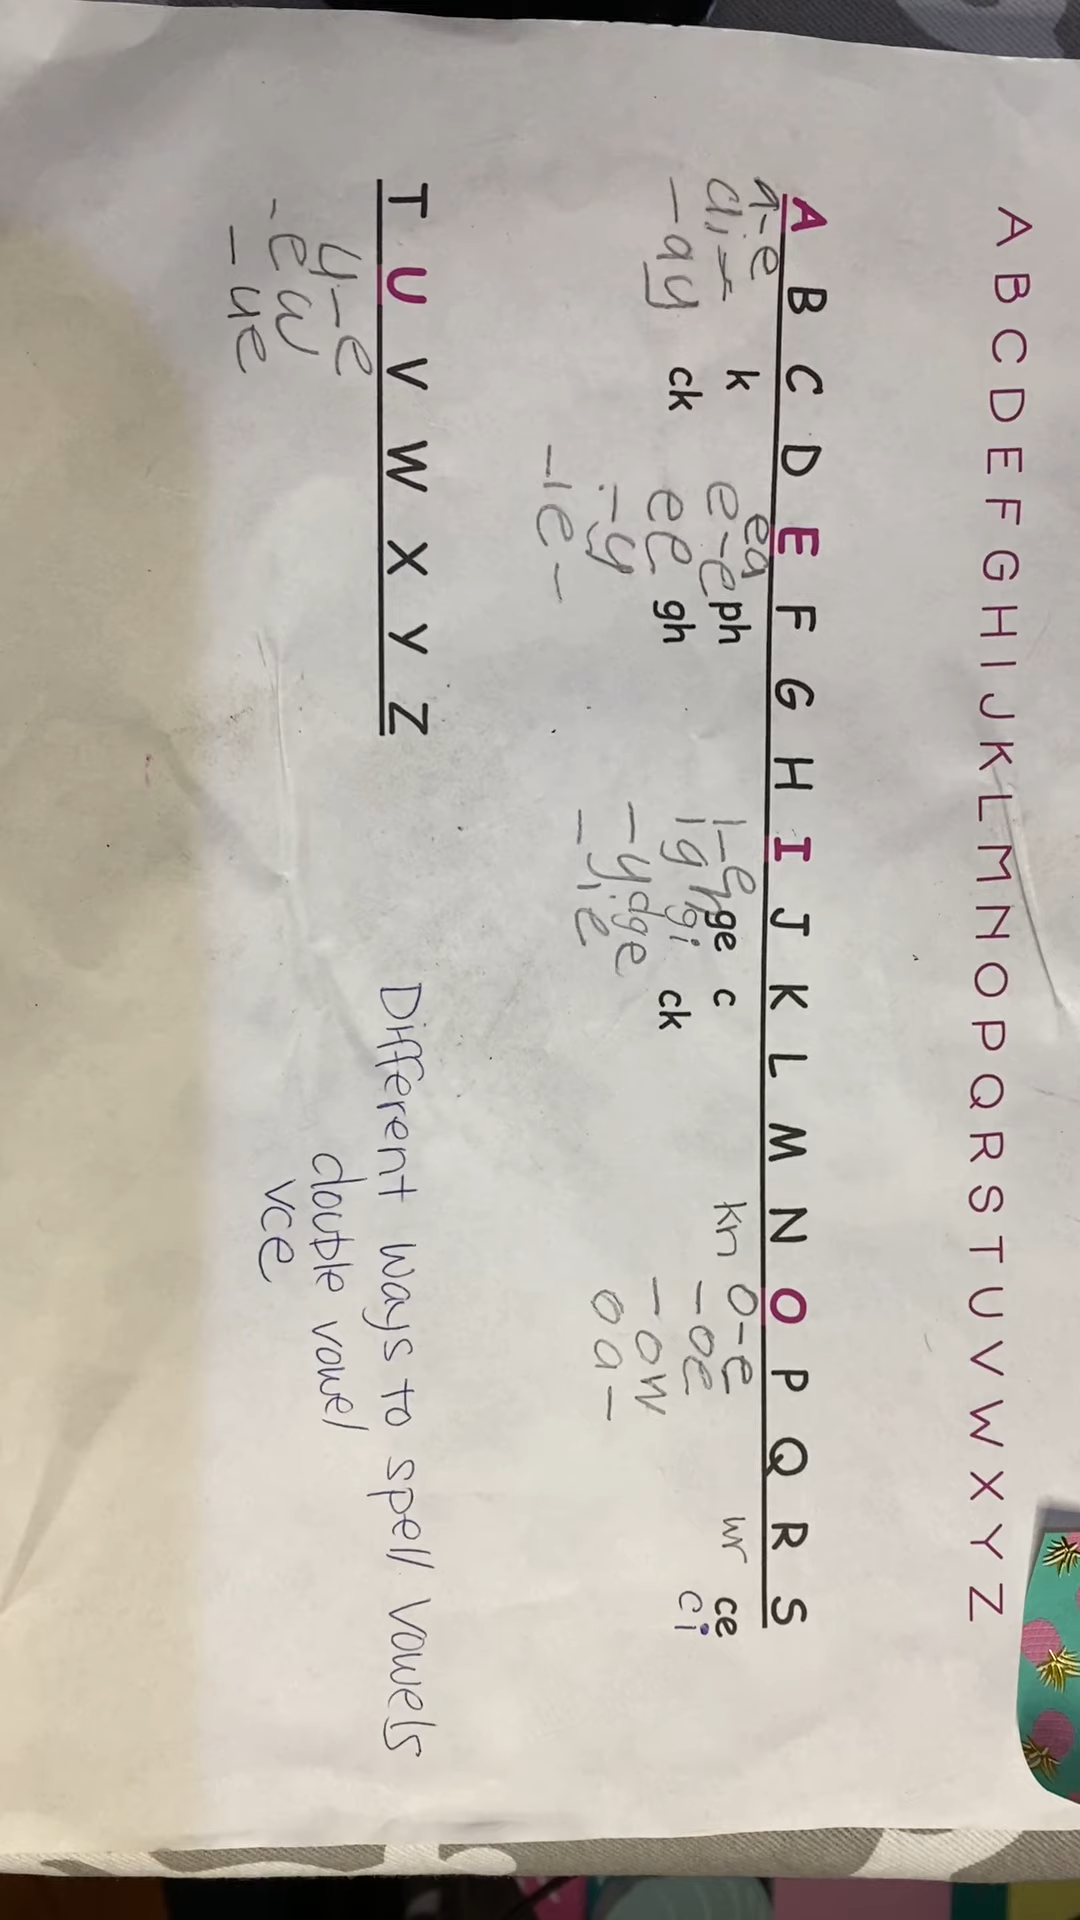 A B C D E F G H I J K L M N O P Q R S T U V W X Y Z
A B C D E F G H I J K L M N O P Q R S
a-e ea i-e kn o-e wr
ai- k e-e ph igh ge c -oe ce
-ay ck ee gh gi ck -ow ci
-y -y dge oa-
-ie- -ie
T U V W X Y Z
u-e
-ew
-ue
Different ways to spell vowels
double vowel
vce